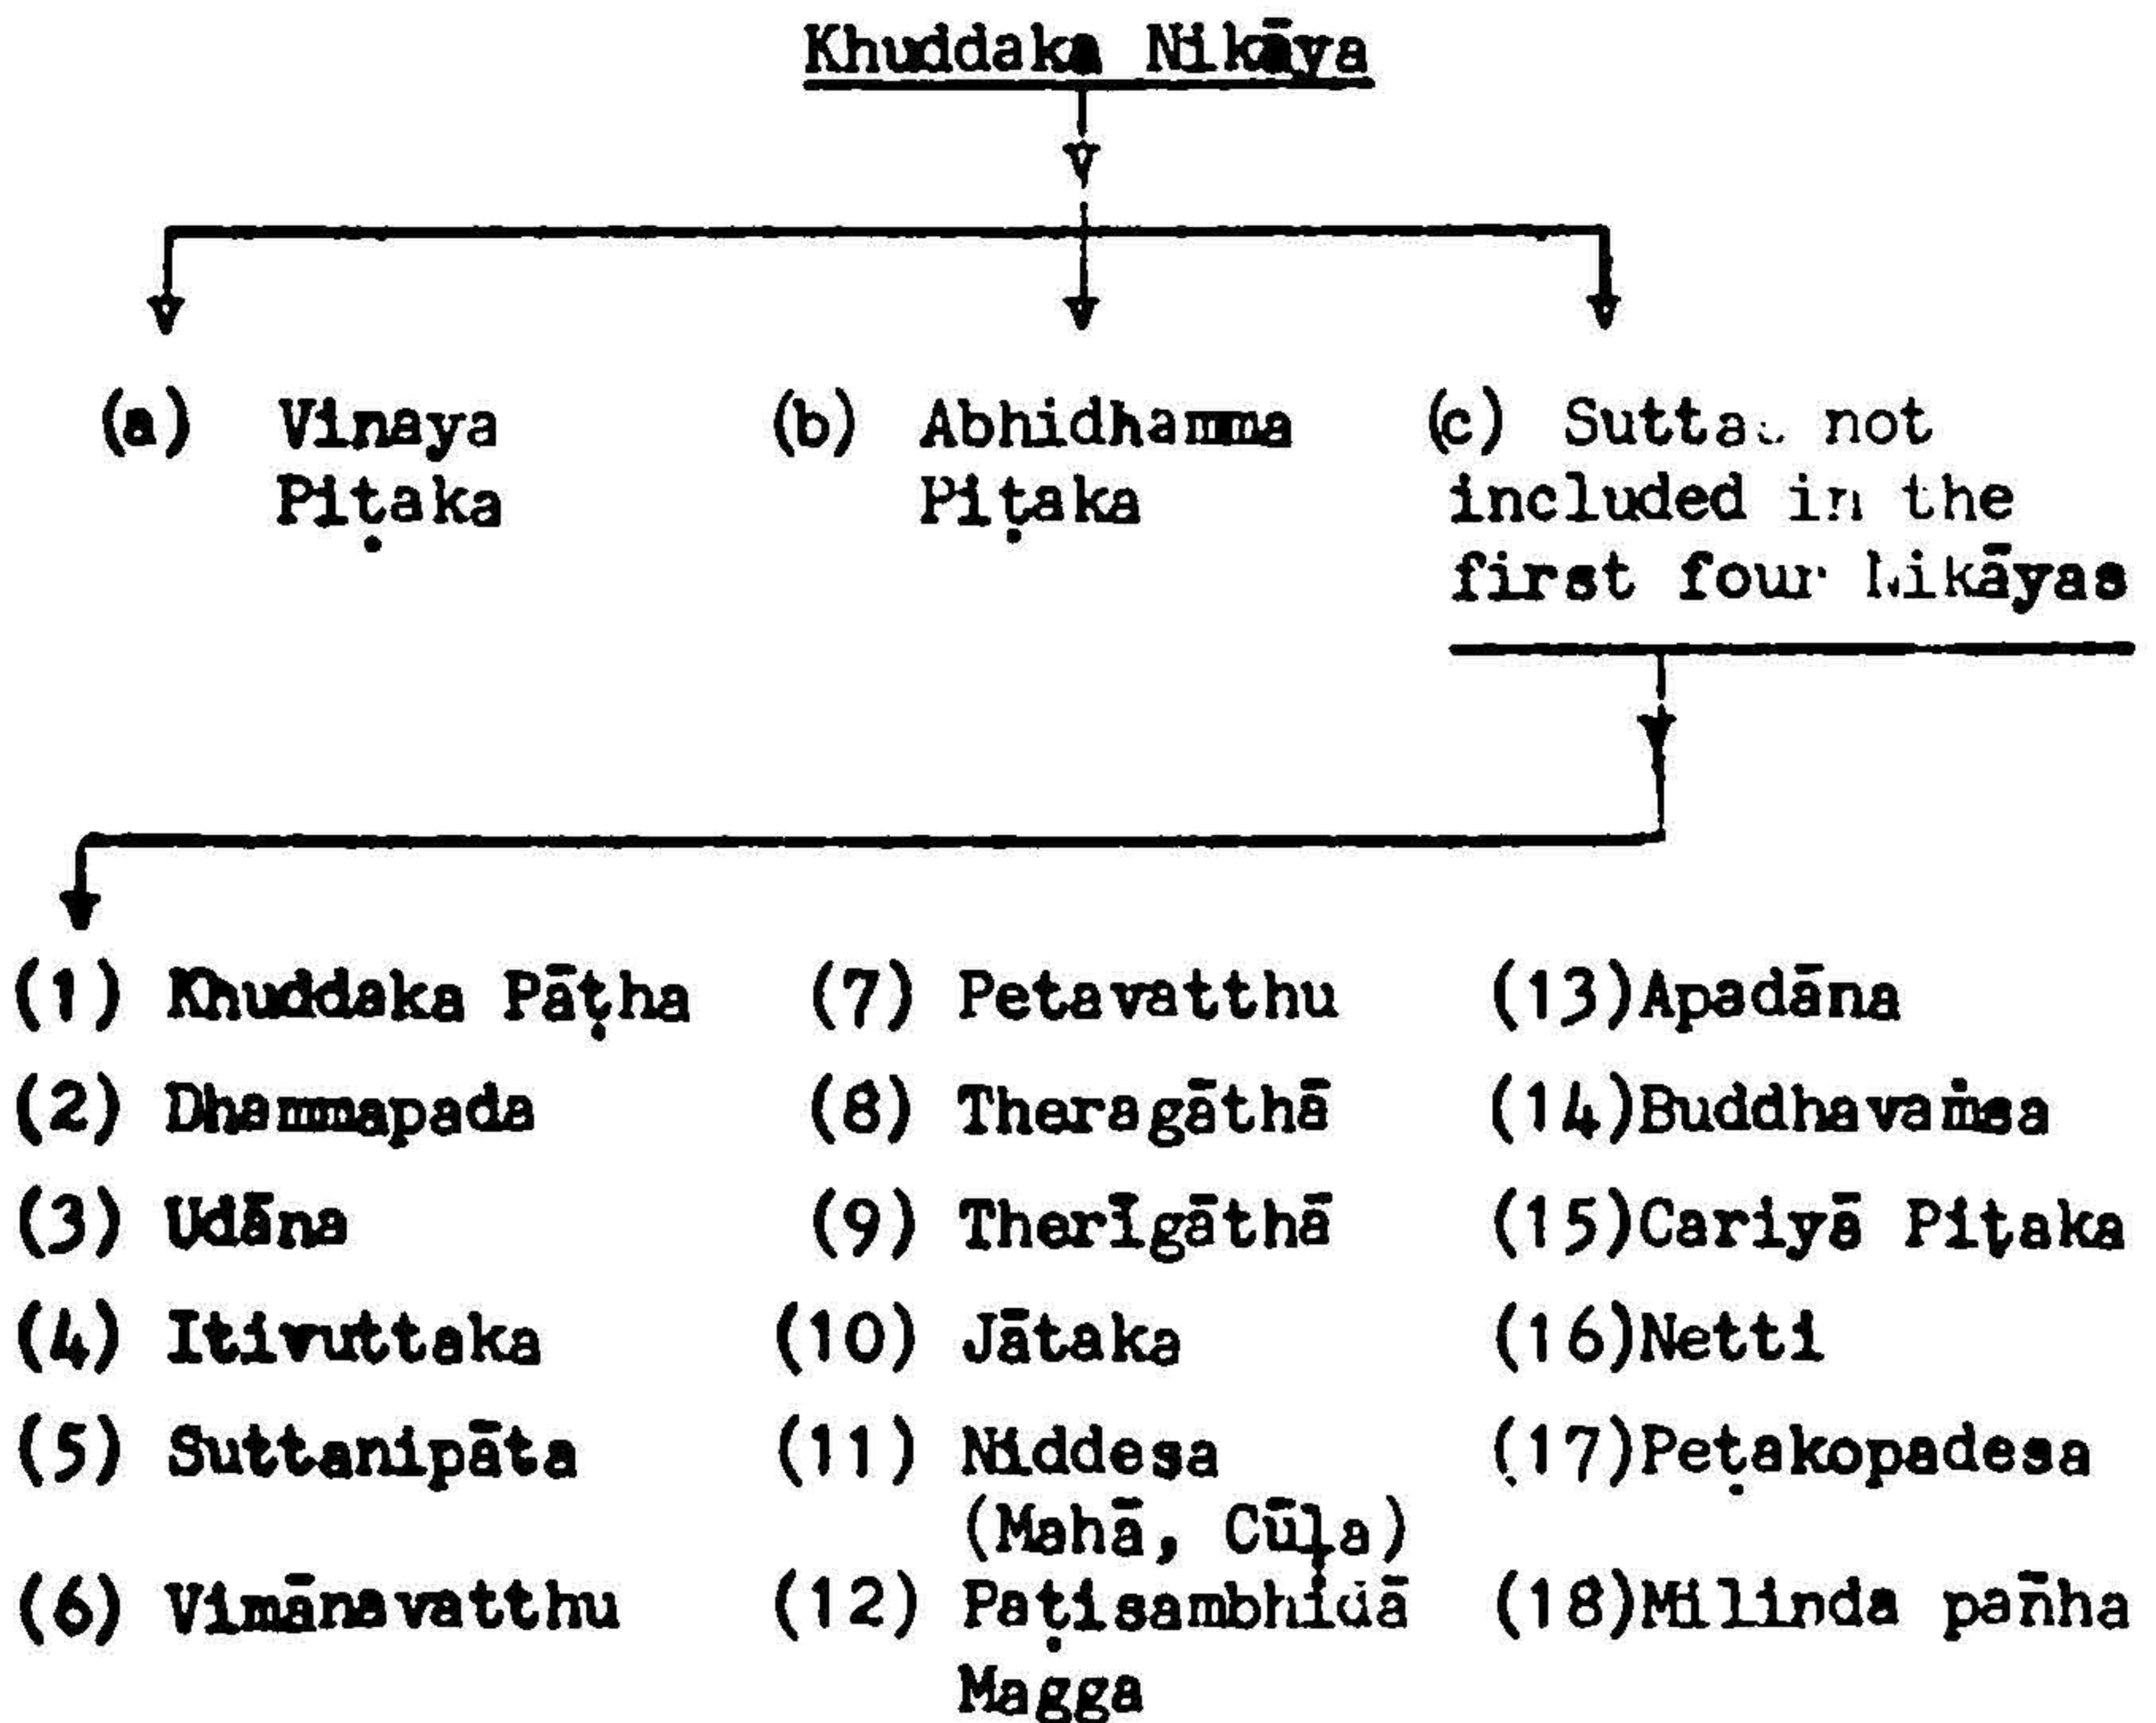 Khuddaka Nikāya
(a) Vinaya
Piṭaka
(b) Abhidhamma
Piṭaka
(c) Suttas not
included in the
first four Nikāyas
(1) Khuddaka Pāṭha
(2) Dhammapada
(3) Udāna
(4) Itivuttaka
(5) Suttanipāta
(6) Vimānavatthu
(7) Petavatthu
(8) Theragāthā
(9) Therīgāthā
(10) Jātaka
(11) Niddesa
(Mahā, Cūḷa)
(12) Paṭisambhidā
Magga
(13)Apadāna
(14)Buddhavaṁsa
(15)Cariyā Piṭaka
(16)Netti
(17)Peṭakopadesa
(18)Milinda pañha